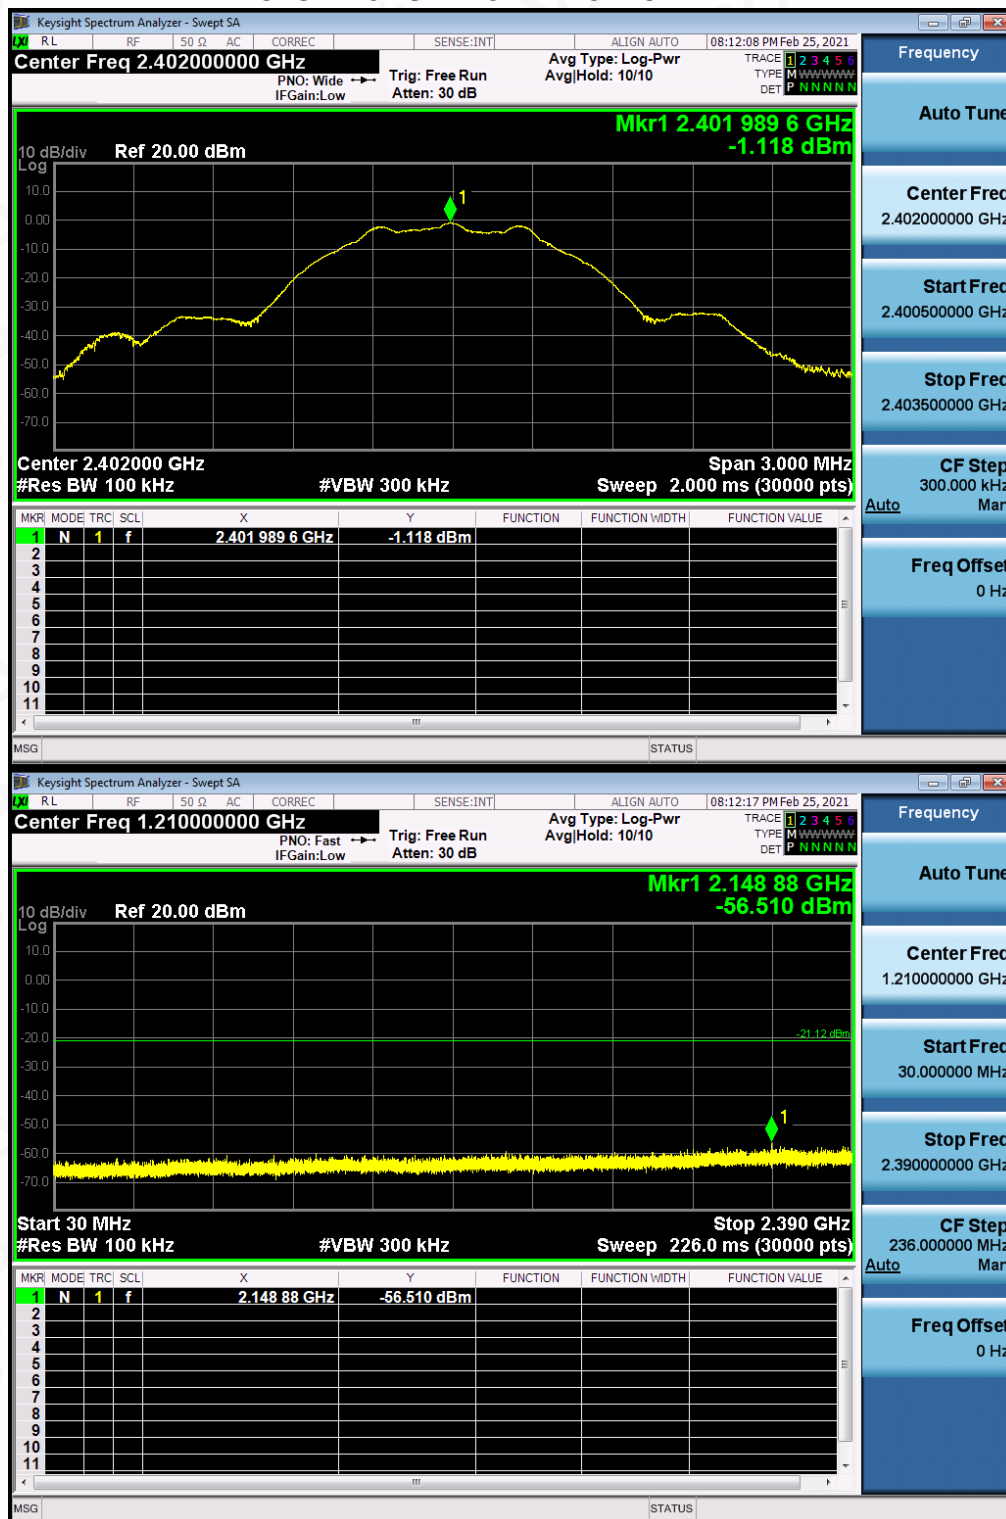 Keysight Spectrum Analyzer - Swept SA
LXI RL RF 50 Ω AC CORREC SENSE:INT ALIGN AUTO 08:12:08 PM Feb 25, 2021
Center Freq 2.402000000 GHz
PNO: Wide
IFGain:Low
Trig: Free Run
Atten: 30 dB
Avg Type: Log-Pwr
Avg|Hold: 10/10
TRACE 1 2 3 4 5 6
TYPE M WWWWW
DET P N N N N N
Mkr1 2.401 989 6 GHz
-1.118 dBm
10 dB/div Ref 20.00 dBm
Log
10.0
0.00
-10.0
-20.0
-30.0
-40.0
-50.0
-60.0
-70.0
1
Center 2.402000 GHz Span 3.000 MHz
#Res BW 100 kHz #VBW 300 kHz Sweep 2.000 ms (30000 pts)
MKR MODE TRC SCL X Y FUNCTION FUNCTION WIDTH FUNCTION VALUE
1 N 1 f 2.401 989 6 GHz -1.118 dBm
2
3
4
5
6
7
8
9
10
11
MSG STATUS
Frequency
Auto Tune
Center Freq
2.402000000 GHz
Start Freq
2.400500000 GHz
Stop Freq
2.403500000 GHz
CF Step
300.000 kHz
Auto Man
Freq Offset
0 Hz
Keysight Spectrum Analyzer - Swept SA
LXI RL RF 50 Ω AC CORREC SENSE:INT ALIGN AUTO 08:12:17 PM Feb 25, 2021
Center Freq 1.210000000 GHz
PNO: Fast
IFGain:Low
Trig: Free Run
Atten: 30 dB
Avg Type: Log-Pwr
Avg|Hold: 10/10
TRACE 1 2 3 4 5 6
TYPE M WWWWW
DET P N N N N N
Mkr1 2.148 88 GHz
-56.510 dBm
10 dB/div Ref 20.00 dBm
Log
10.0
0.00
-10.0
-20.0
-30.0
-40.0
-50.0
-60.0
-70.0
-21.12 dBm
1
Start 30 MHz Stop 2.390 GHz
#Res BW 100 kHz #VBW 300 kHz Sweep 226.0 ms (30000 pts)
MKR MODE TRC SCL X Y FUNCTION FUNCTION WIDTH FUNCTION VALUE
1 N 1 f 2.148 88 GHz -56.510 dBm
2
3
4
5
6
7
8
9
10
11
MSG STATUS
Frequency
Auto Tune
Center Freq
1.210000000 GHz
Start Freq
30.000000 MHz
Stop Freq
2.390000000 GHz
CF Step
236.000000 MHz
Auto Man
Freq Offset
0 Hz